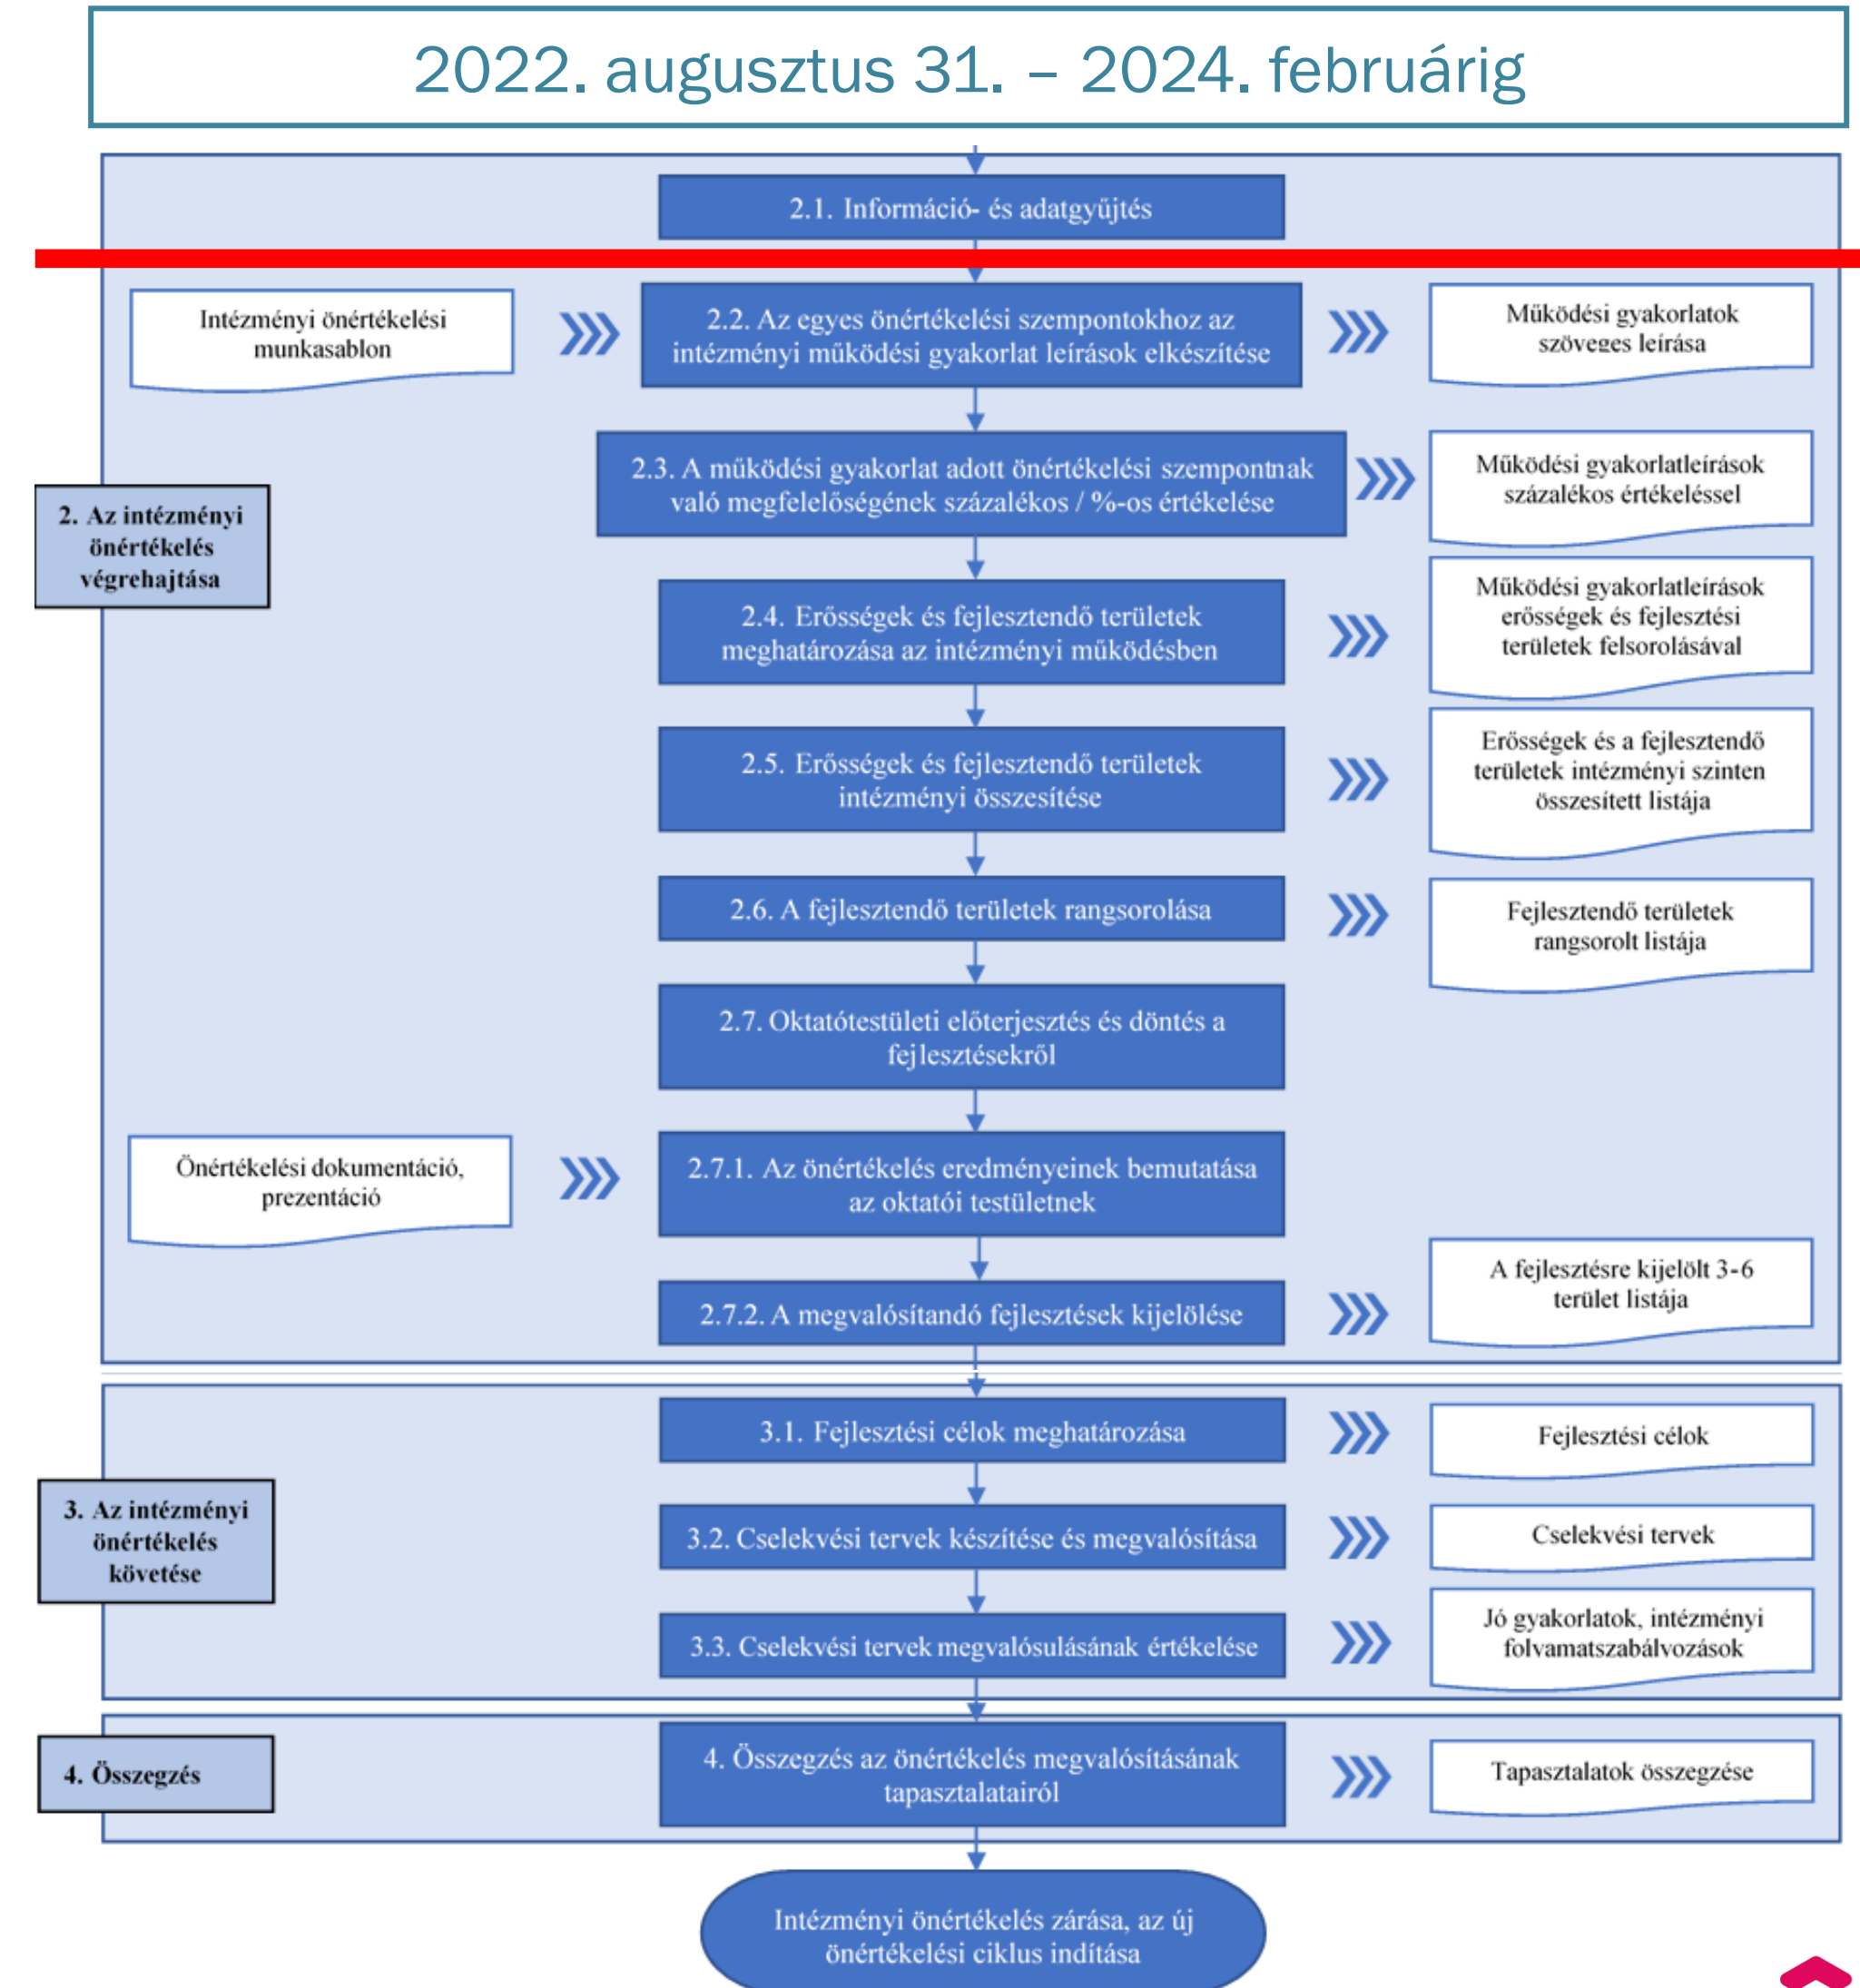 2022. augusztus 31. – 2024. februárig
2.1. Információ- és adatgyűjtés
Intézményi önértékelési
munkasablon
2.2. Az egyes önértékelési szempontokhoz az
intézményi működési gyakorlat leírások elkészítése
Működési gyakorlatok
szöveges leírása
2.3. A működési gyakorlat adott önértékelési szempontnak
való megfelelőségének százalékos / %-os értékelése
Működési gyakorlatleírások
százalékos értékeléssel
2. Az intézményi
önértékelés
végrehajtása
2.4. Erősségek és fejlesztendő területek
meghatározása az intézményi működésben
Működési gyakorlatleírások
erősségek és fejlesztési
területek felsorolásával
2.5. Erősségek és fejlesztendő területek
intézményi összesítése
Erősségek és a fejlesztendő
területek intézményi szinten
összesített listája
2.6. A fejlesztendő területek rangsorolása
Fejlesztendő területek
rangsorolt listája
2.7. Oktatótestületi előterjesztés és döntés a
fejlesztésekről
Önértékelési dokumentáció,
prezentáció
2.7.1. Az önértékelés eredményeinek bemutatása
az oktatói testületnek
2.7.2. A megvalósítandó fejlesztések kijelölése
A fejlesztésre kijelölt 3-6
terület listája
3.1. Fejlesztési célok meghatározása
Fejlesztési célok
3. Az intézményi
önértékelés
követése
3.2. Cselekvési tervek készítése és megvalósítása
Cselekvési tervek
3.3. Cselekvési tervek megvalósulásának értékelése
Jó gyakorlatok, intézményi
folyamatszabályozások
4. Összegzés
4. Összegzés az önértékelés megvalósításának
tapasztalatairól
Tapasztalatok összegzése
Intézményi önértékelés zárása, az új
önértékelési ciklus indítása